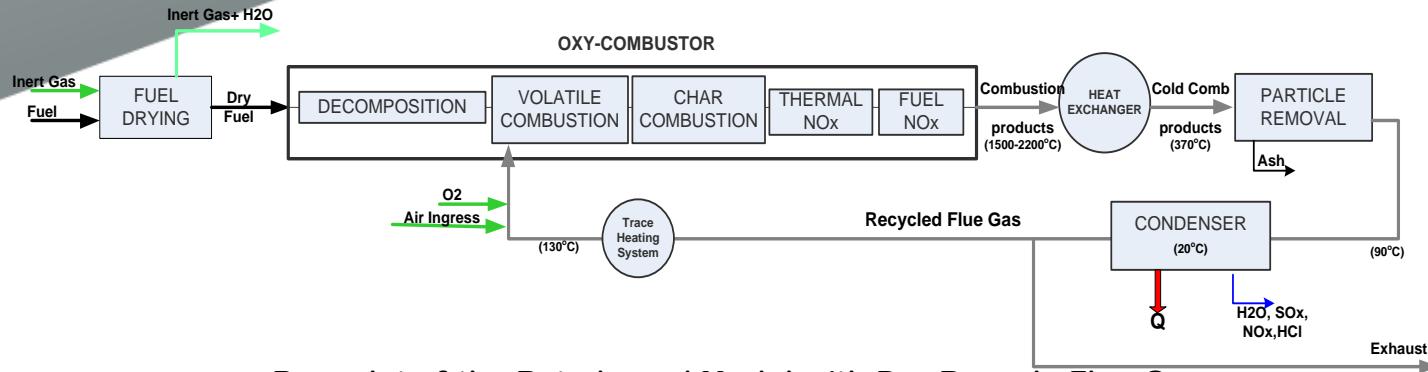 Inert Gas+ H2O
OXY-COMBUSTOR
Inert Gas
Fuel
FUEL
DRYING
Dry
Fuel
DECOMPOSITION
VOLATILE
COMBUSTION
CHAR
COMBUSTION
THERMAL
NOx
FUEL
NOx
Combustion
products
(1500-2200°C)
HEAT
EXCHANGER
Cold Comb
products
(370°C)
PARTICLE
REMOVAL
Ash
O2
Air Ingress
(130°C)
Trace
Heating
System
Recycled Flue Gas
CONDENSER
(20°C)
(90°C)
Q
H2O, SOx,
NOx,HCl
Exhaust